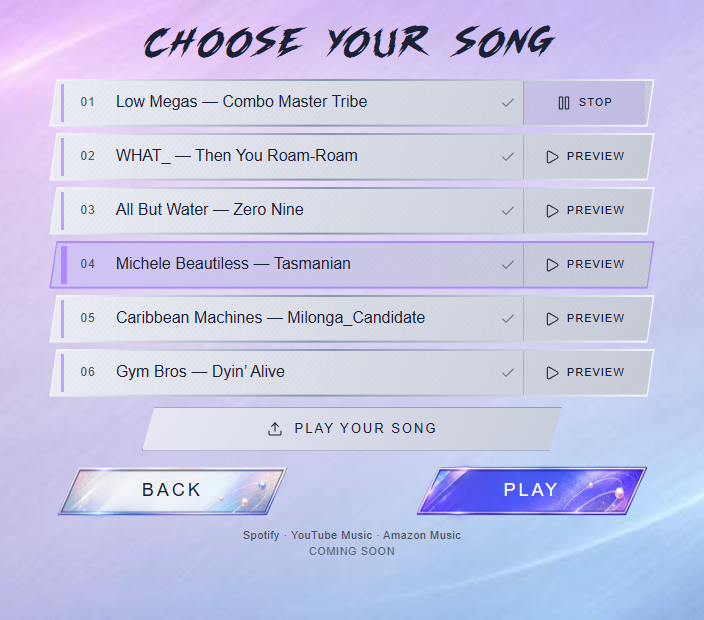 CHOOSE YOUR SONG
01 Low Megas — Combo Master Tribe STOP
02 WHAT_ — Then You Roam-Roam PREVIEW
03 All But Water — Zero Nine PREVIEW
04 Michele Beautiless — Tasmanian PREVIEW
05 Caribbean Machines — Milonga_Candidate PREVIEW
06 Gym Bros — Dyin’ Alive PREVIEW
PLAY YOUR SONG
BACK PLAY
Spotify · YouTube Music · Amazon Music
COMING SOON